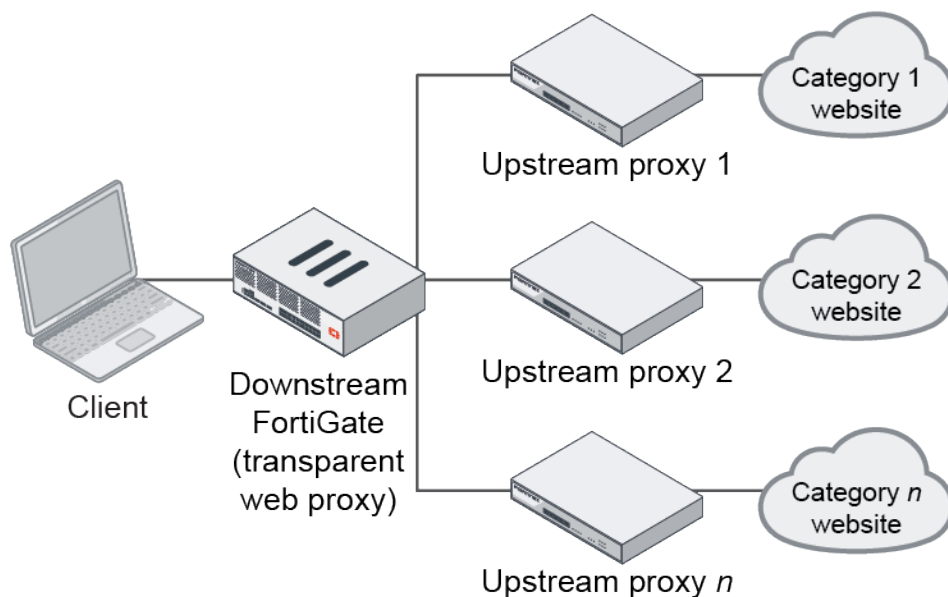 Category 1
website
Upstream proxy 1
Category 2
website
Upstream proxy 2
Client
Downstream
FortiGate
(transparent
web proxy)
Category n
website
Upstream proxy n